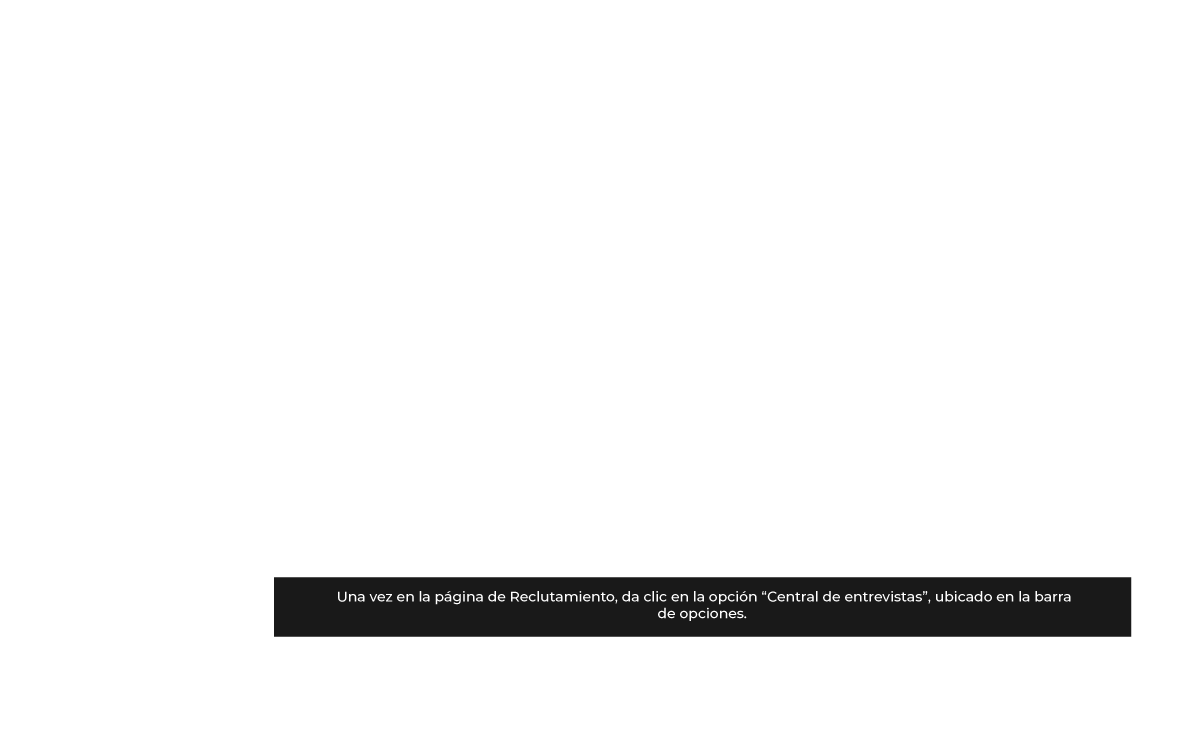 Una vez en la página de Reclutamiento, da clic en la opción “Central de entrevistas”, ubicado en la barra
de opciones.